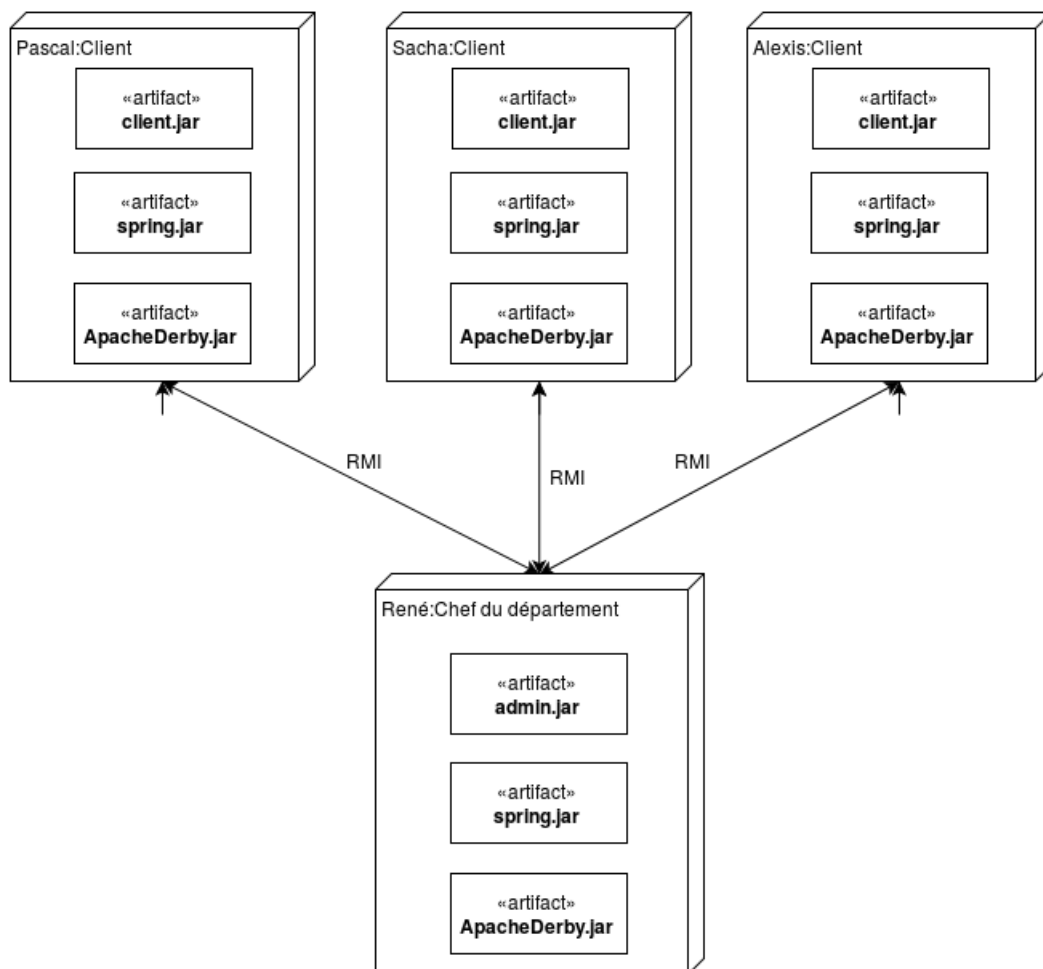 Pascal:Client
«artifact»
client.jar
«artifact»
spring.jar
«artifact»
ApacheDerby.jar
Sacha:Client
«artifact»
client.jar
«artifact»
spring.jar
«artifact»
ApacheDerby.jar
Alexis:Client
«artifact»
client.jar
«artifact»
spring.jar
«artifact»
ApacheDerby.jar
RMI
RMI
RMI
René:Chef du département
«artifact»
admin.jar
«artifact»
spring.jar
«artifact»
ApacheDerby.jar